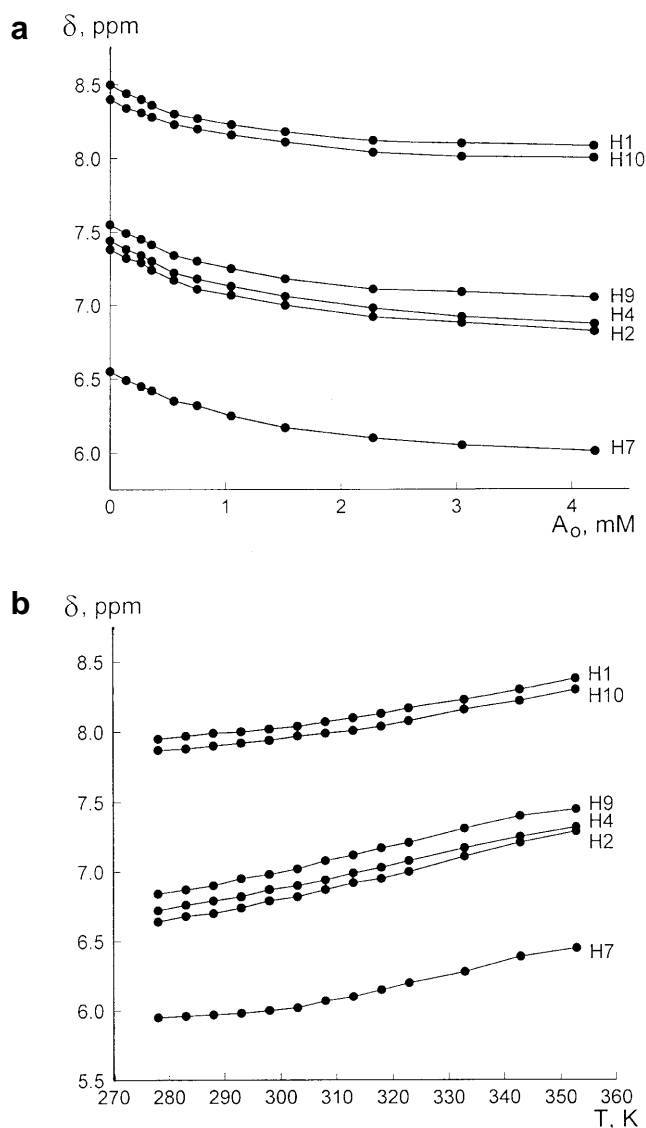 a
δ, ppm
8.5
8.0
7.5
7.0
6.5
6.0
H1
H10
H9
H4
H2
H7
0 1 2 3 4
A₀, mM
b
δ, ppm
8.5
8.0
7.5
7.0
6.5
6.0
5.5
H1
H10
H9
H4
H2
H7
270 280 290 300 310 320 330 340 350 360
T, K